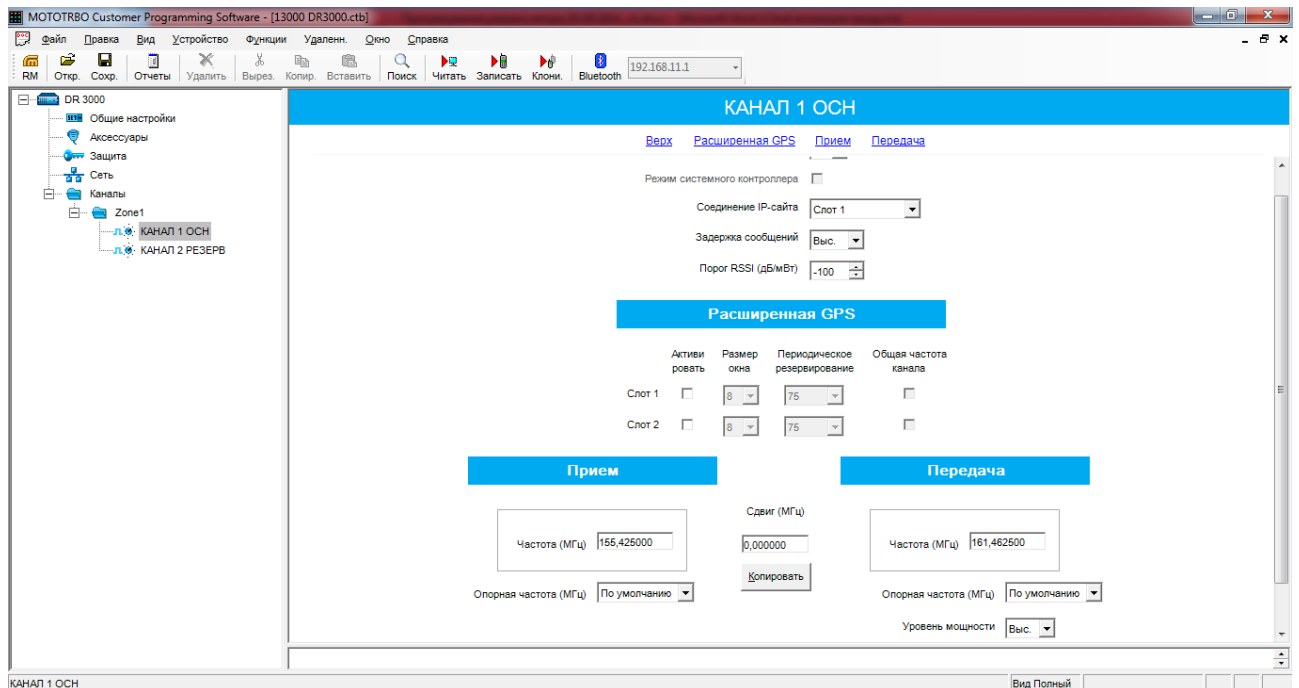 MOTOTRBO Customer Programming Software - [13000 DR3000.ctb]
Файл Правка Вид Устройство Функции Удаленн. Окно Справка
RM Откр. Сохр. Отчеты Удалить Вырез. Копир. Вставить Поиск Читать Записать Клони. Bluetooth 192.168.11.1
DR 3000
Общие настройки
Аксессуары
Защита
Сеть
Каналы
Zone1
КАНАЛ 1 ОСН
КАНАЛ 2 РЕЗЕРВ
КАНАЛ 1 ОСН
Верх Расширенная GPS Прием Передача
Режим системного контроллера
Соединение IP-сайта Слот 1
Задержка сообщений Выс.
Порог RSSI (дБ/мВт) -100
Расширенная GPS
Активи Размер Периодическое Общая частота
ровать окна резервирование канала
Слот 1 8 75
Слот 2 8 75
Прием Передача
Сдвиг (МГц)
Частота (МГц) 155,425000 0,000000 Частота (МГц) 161,462500
Копировать
Опорная частота (МГц) По умолчанию Опорная частота (МГц) По умолчанию
Уровень мощности Выс.
КАНАЛ 1 ОСН Вид Полный